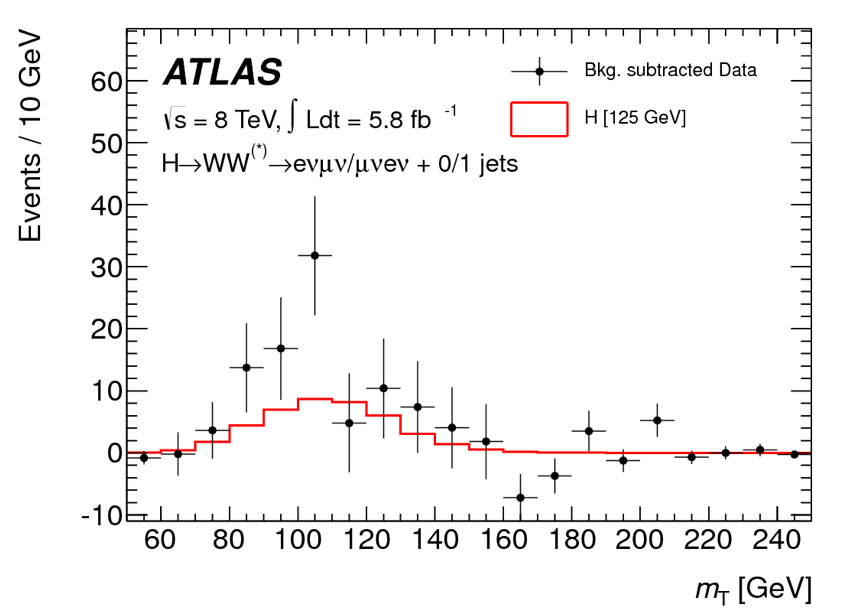 Events / 10 GeV
ATLAS
√s = 8 TeV, ∫ Ldt = 5.8 fb⁻¹
H→WW(*)→eνμν/μνeν + 0/1 jets
Bkg. subtracted Data
H [125 GeV]
60
50
40
30
20
10
0
-10
60 80 100 120 140 160 180 200 220 240
mT [GeV]